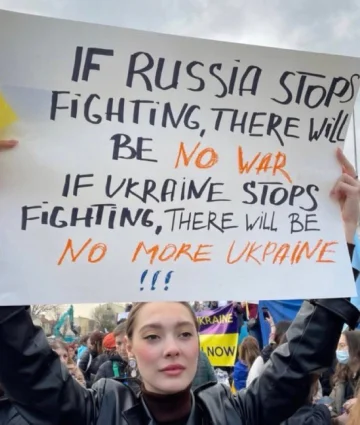 IF RUSSIA STOPS
FIGHTING, THERE WILL
BE NO WAR
IF UKRAINE STOPS
FIGHTING, THERE WILL BE
NO MORE UKRAINE
!!!
KRAINE
NOW